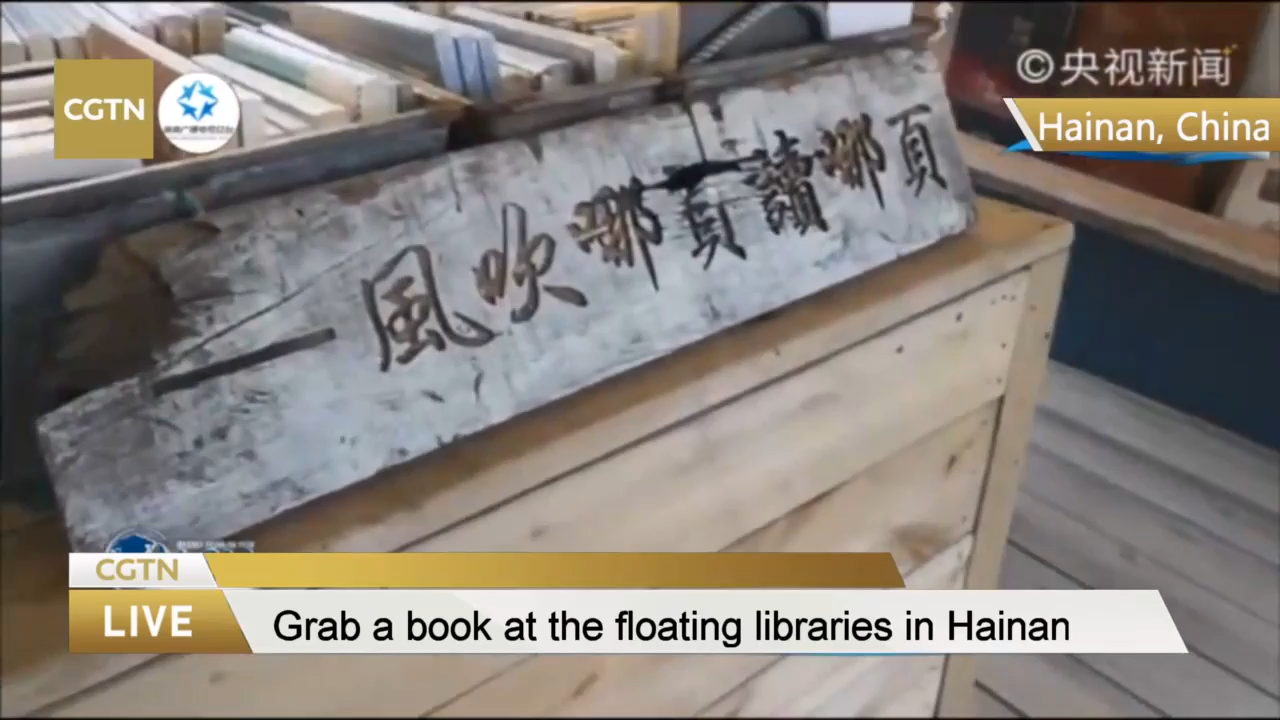 CGTN
©央视新闻
Hainan, China
風吹哪頁讀哪頁
CGTN
LIVE
Grab a book at the floating libraries in Hainan